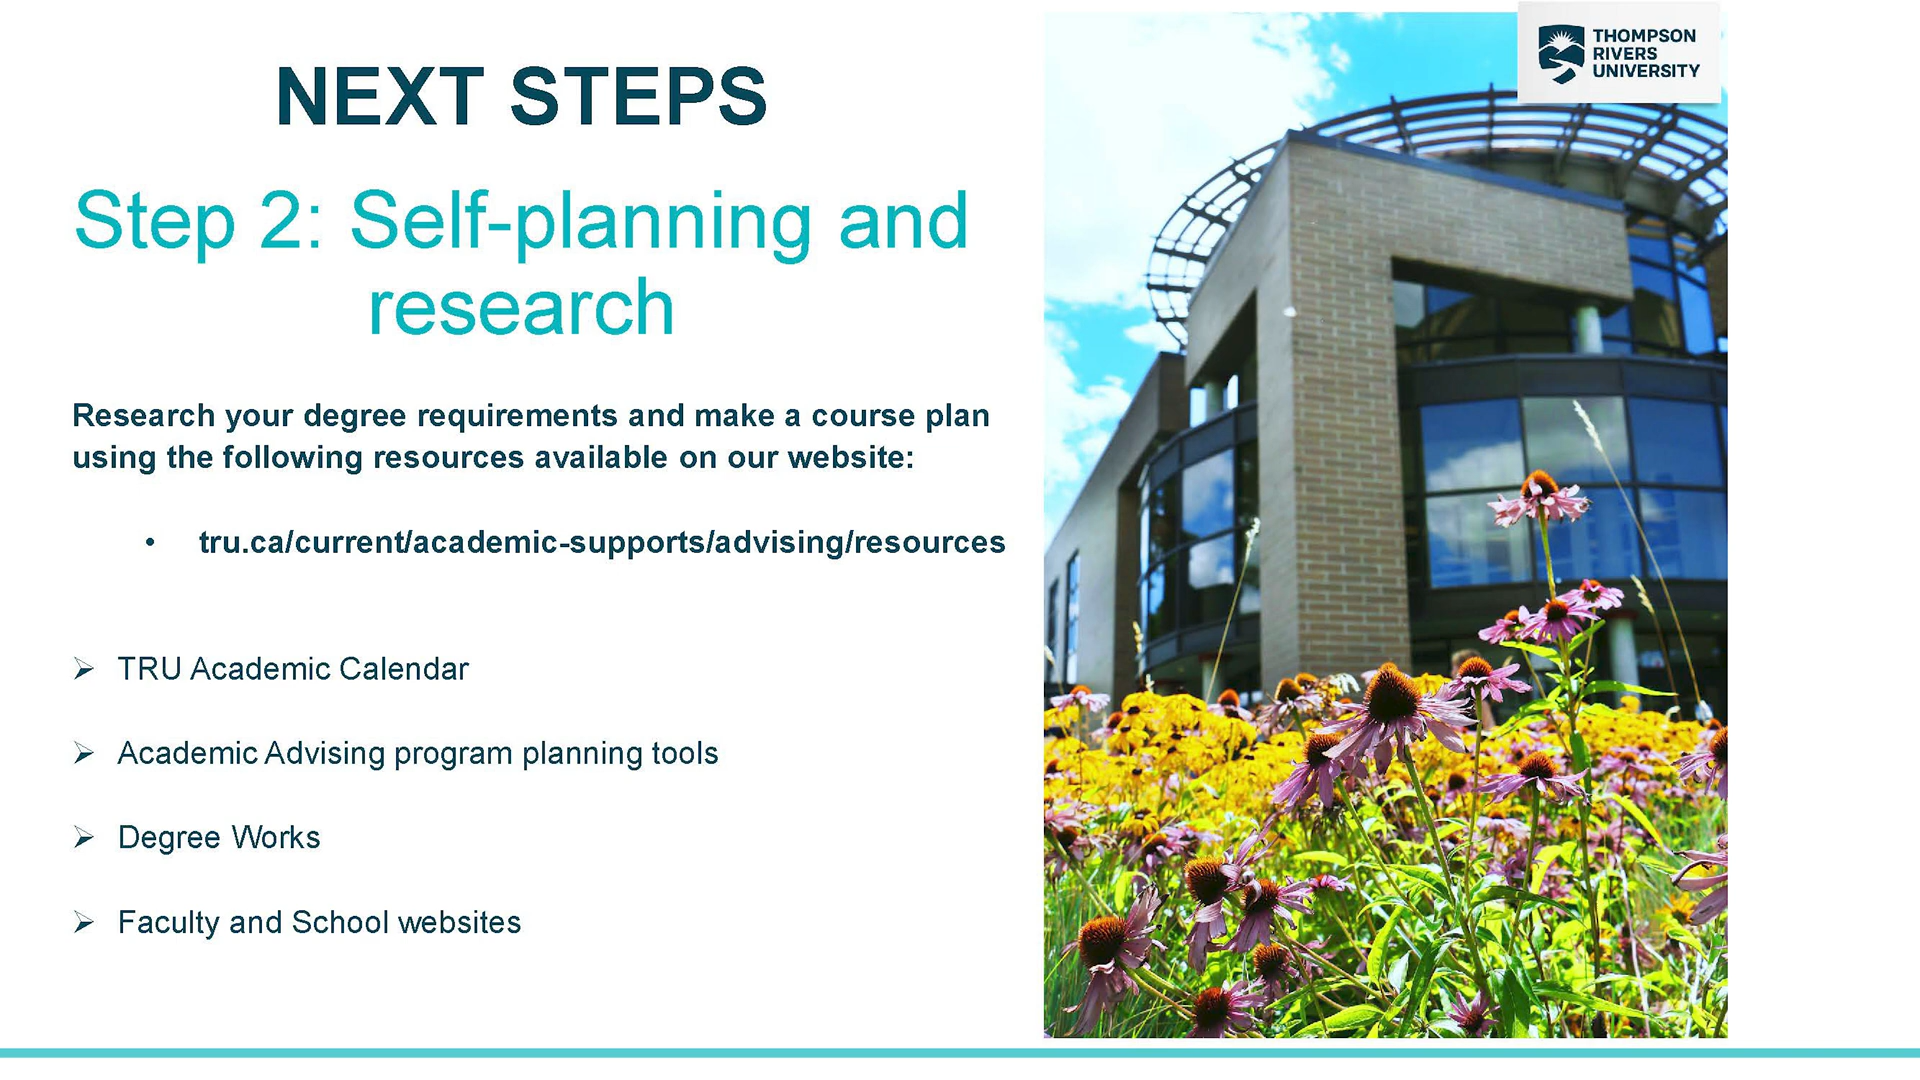 NEXT STEPS
Step 2: Self-planning and
research
Research your degree requirements and make a course plan
using the following resources available on our website:
• tru.ca/current/academic-supports/advising/resources
➢ TRU Academic Calendar
➢ Academic Advising program planning tools
➢ Degree Works
➢ Faculty and School websites
THOMPSON
RIVERS
UNIVERSITY